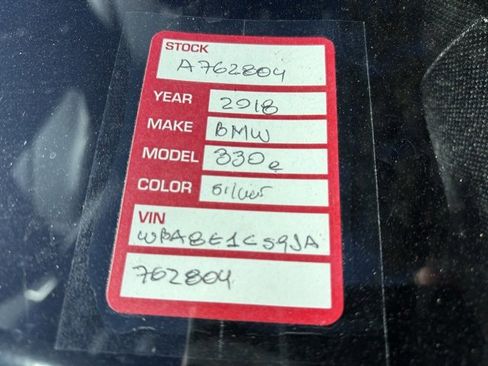 STOCK
A762804
YEAR 2018
MAKE BMW
MODEL 330e
COLOR silver
VIN
WBA8E1C59JA
762804